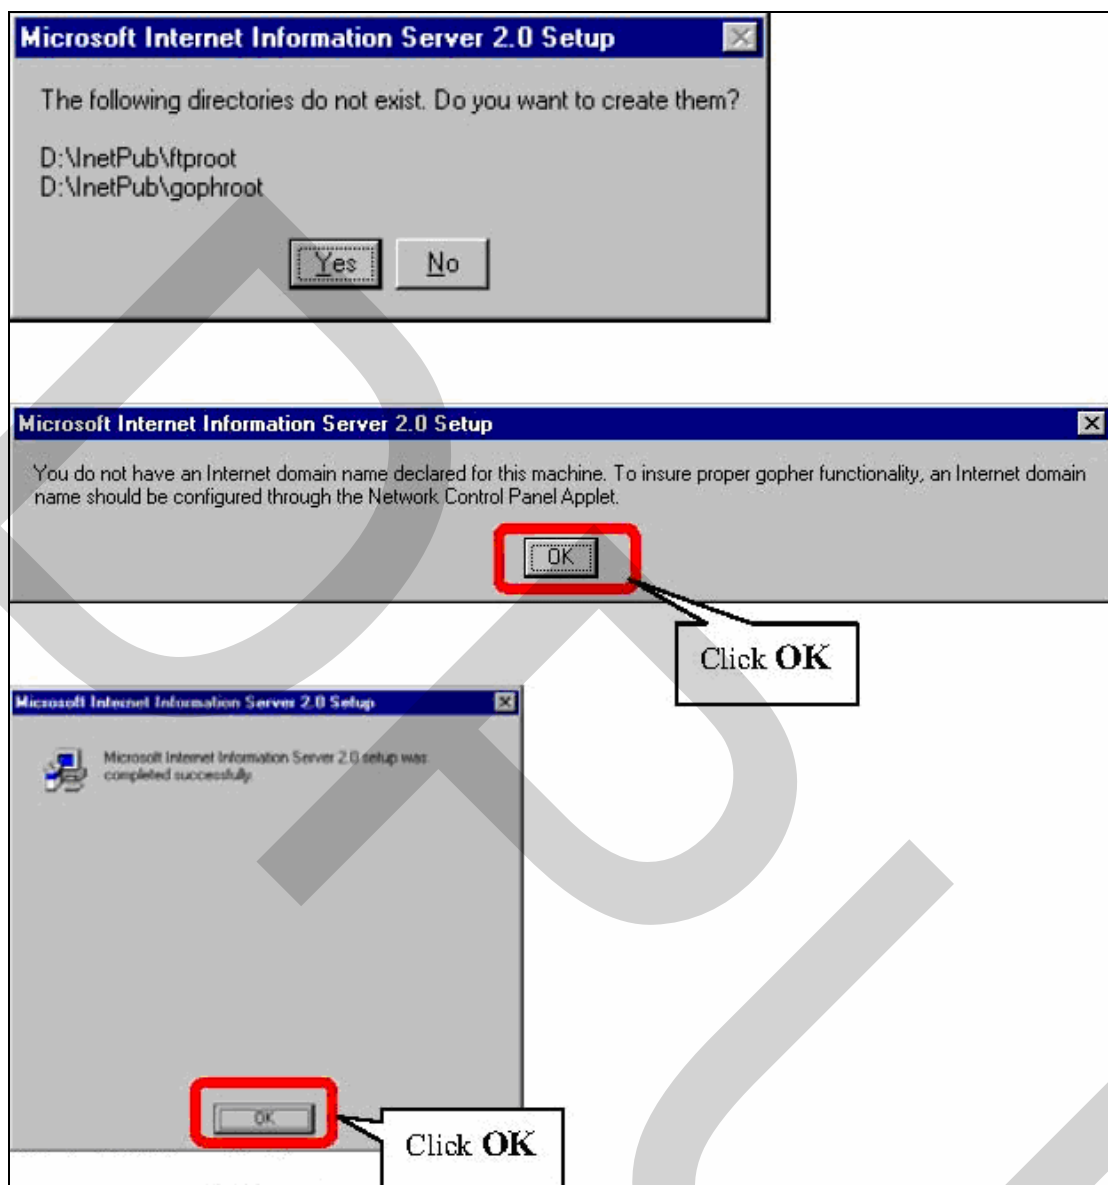 Microsoft Internet Information Server 2.0 Setup
The following directories do not exist. Do you want to create them?
D:\InetPub\ftproot
D:\InetPub\gophroot
Yes No
Microsoft Internet Information Server 2.0 Setup
You do not have an Internet domain name declared for this machine. To insure proper gopher functionality, an Internet domain
name should be configured through the Network Control Panel Applet.
OK
Click OK
Microsoft Internet Information Server 2.0 Setup
Microsoft Internet Information Server 2.0 setup was
completed successfully.
OK
Click OK